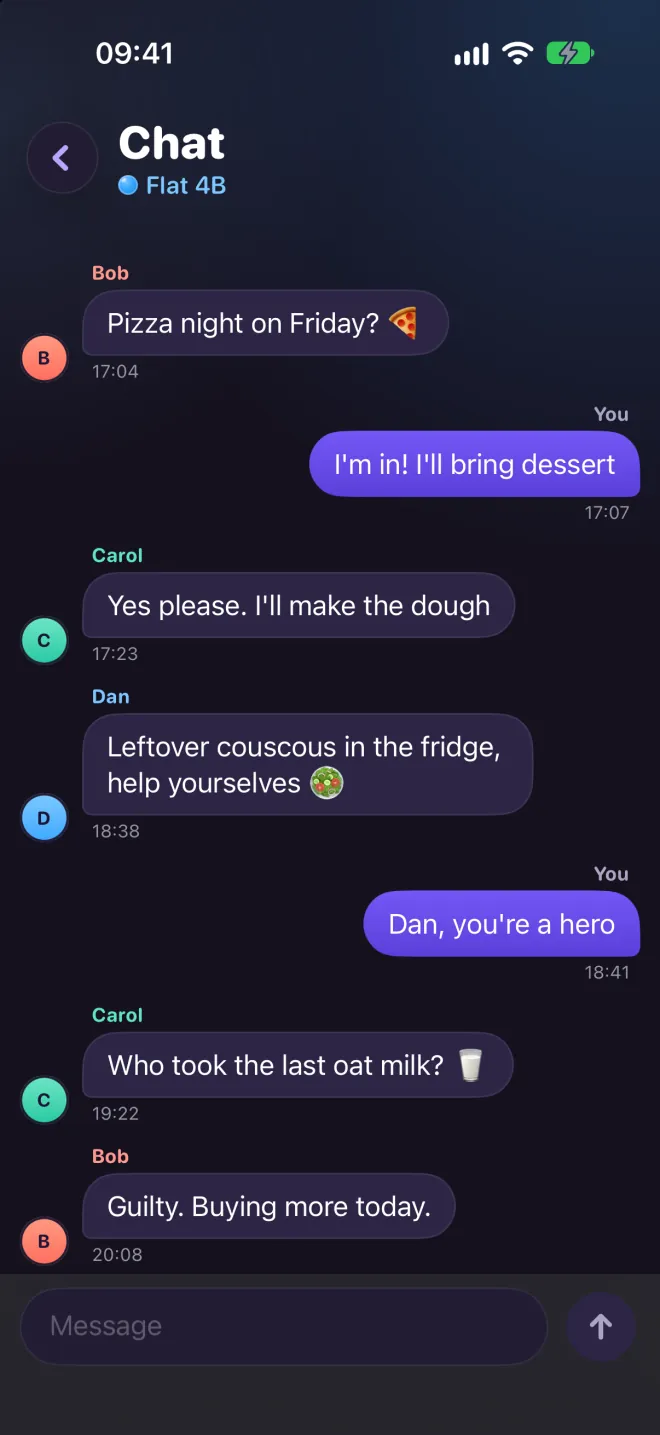 09:41
Chat
Flat 4B
Bob
Pizza night on Friday? 🍕
B
17:04
You
I'm in! I'll bring dessert
17:07
Carol
Yes please. I'll make the dough
C
17:23
Dan
Leftover couscous in the fridge,
help yourselves 🥗
D
18:38
You
Dan, you're a hero
18:41
Carol
Who took the last oat milk? 🥛
C
19:22
Bob
Guilty. Buying more today.
B
20:08
Message